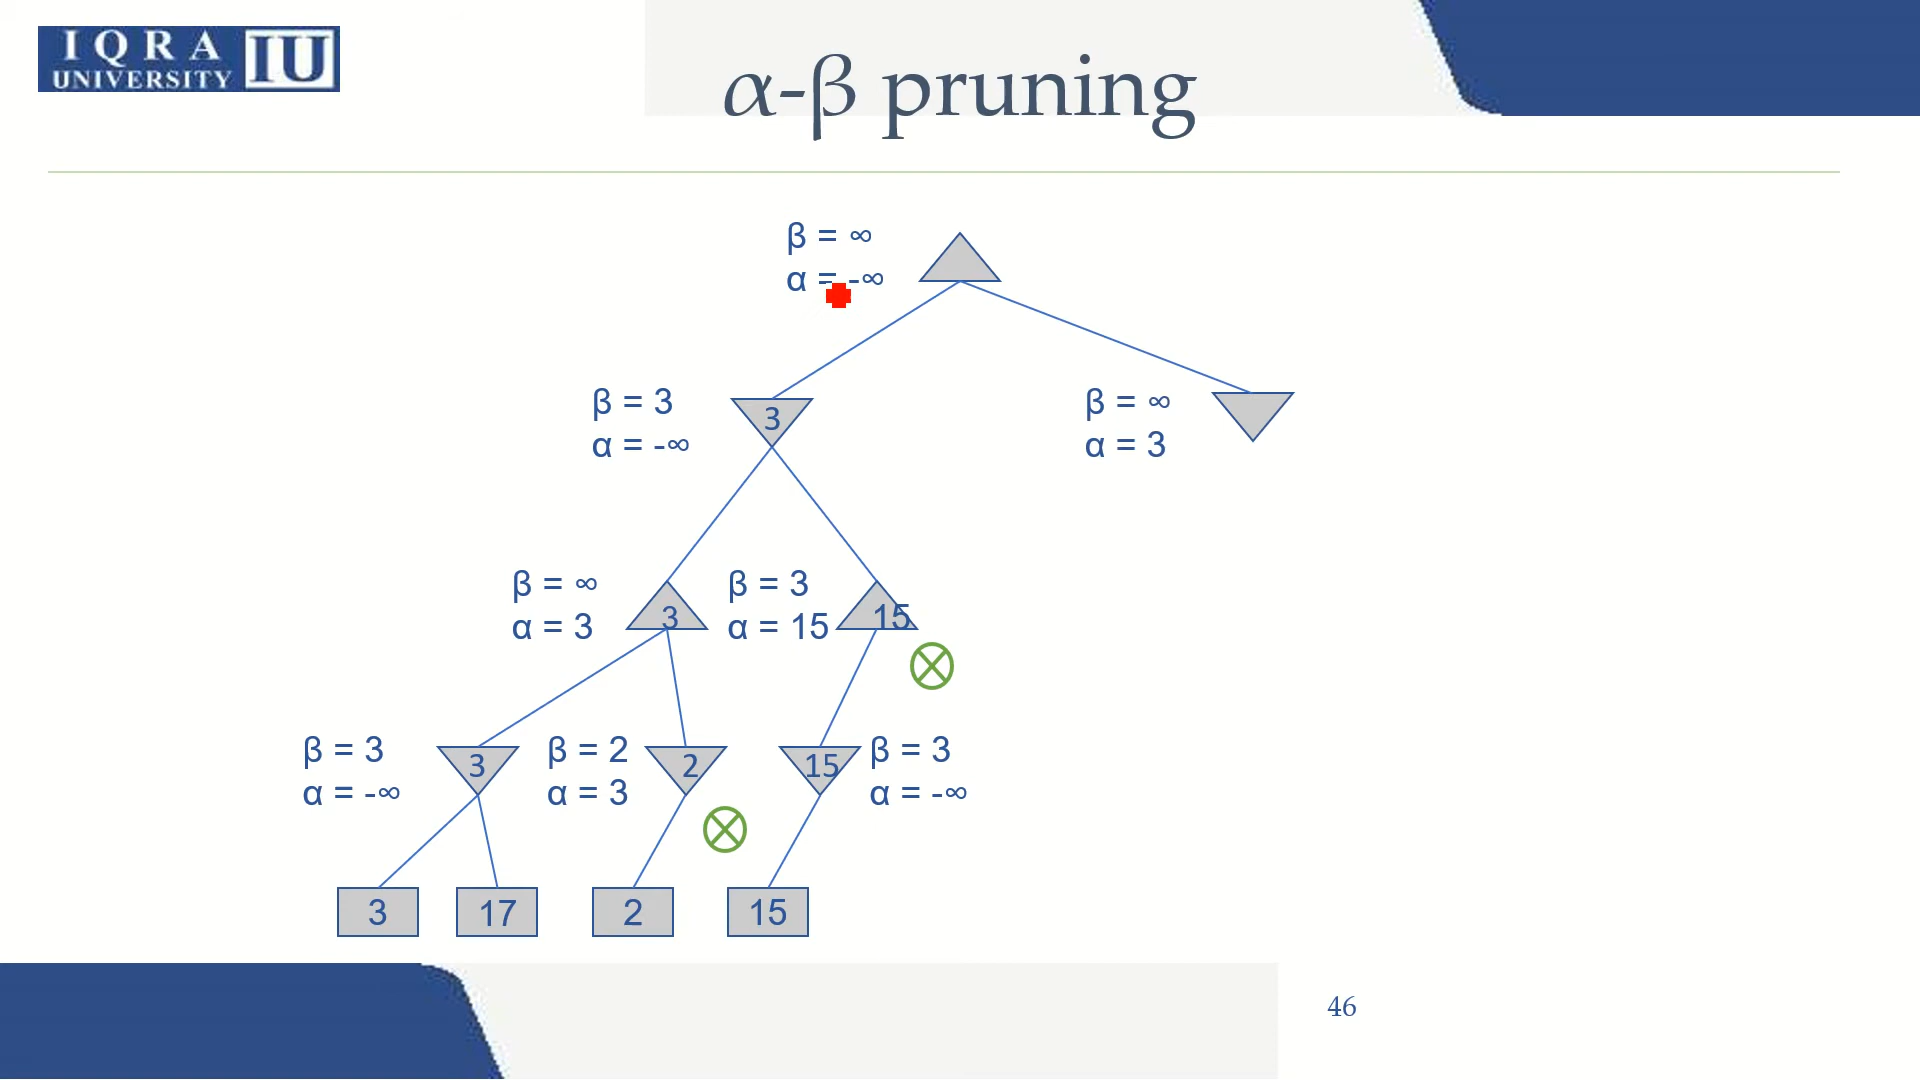 IQRA
UNIVERSITY
IU
α-β pruning
β = ∞
α = -∞
β = 3
α = -∞
3
β = ∞
α = 3
β = ∞
α = 3
3
β = 3
α = 15
15
β = 3
α = -∞
3
β = 2
α = 3
2
15
β = 3
α = -∞
3
17
2
15
46